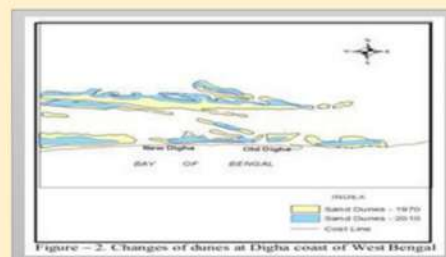 N
New Digha Old Digha
BAY OF BENGAL
INDEX
Sand Dunes - 1970
Sand Dunes - 2010
Cost Line
Figure – 2. Changes of dunes at Digha coast of West Bengal